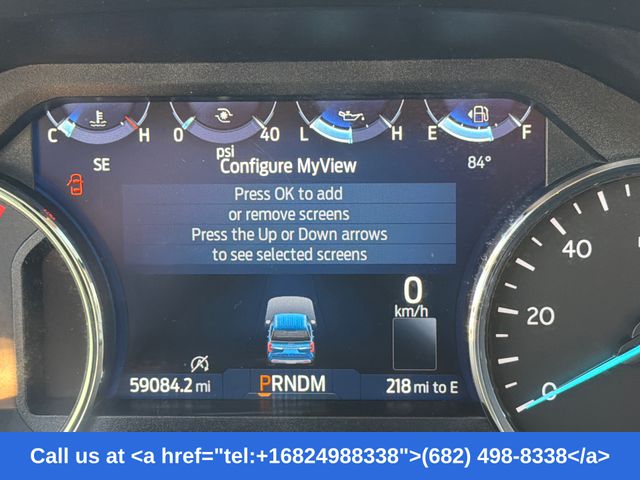 C H 0 40 L H E F
psi
SE Configure MyView 84°
Press OK to add
or remove screens
Press the Up or Down arrows
to see selected screens
0
km/h
59084.2 mi PRNDM 218 mi to E
40
20
0
Call us at <a href="tel:+16824988338">(682) 498-8338</a>